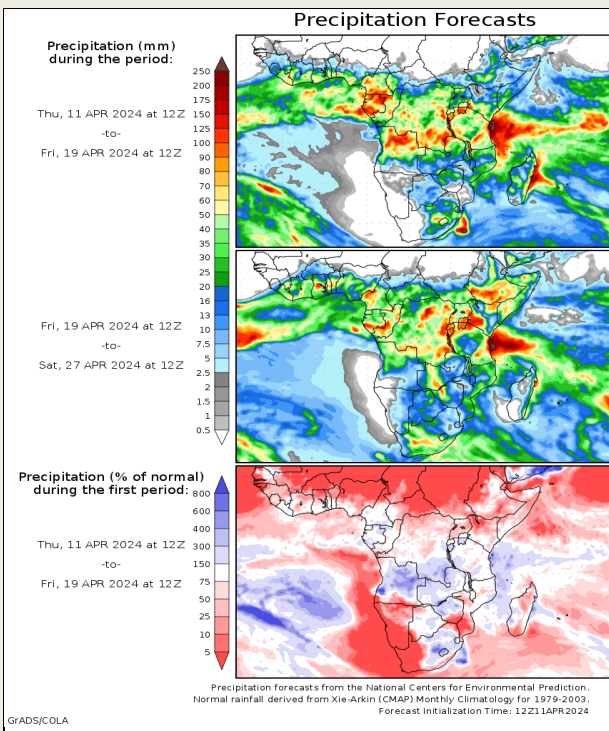 Precipitation Forecasts
Precipitation (mm)
during the period:
Thu, 11 APR 2024 at 12Z
-to-
Fri, 19 APR 2024 at 12Z
250
200
175
150
125
100
90
80
70
60
50
40
35
30
25
20
16
13
10
7.5
5
2.5
2
1.5
1
0.5
Fri, 19 APR 2024 at 12Z
-to-
Sat, 27 APR 2024 at 12Z
Precipitation (% of normal)
during the first period:
Thu, 11 APR 2024 at 12Z
-to-
Fri, 19 APR 2024 at 12Z
800
600
400
300
150
75
50
25
10
5
Precipitation forecasts from the National Centers for Environmental Prediction.
Normal rainfall derived from Xie-Arkin (CMAP) Monthly Climatology for 1979-2003.
Forecast Initialization Time: 12Z11APR2024
GrADS/COLA